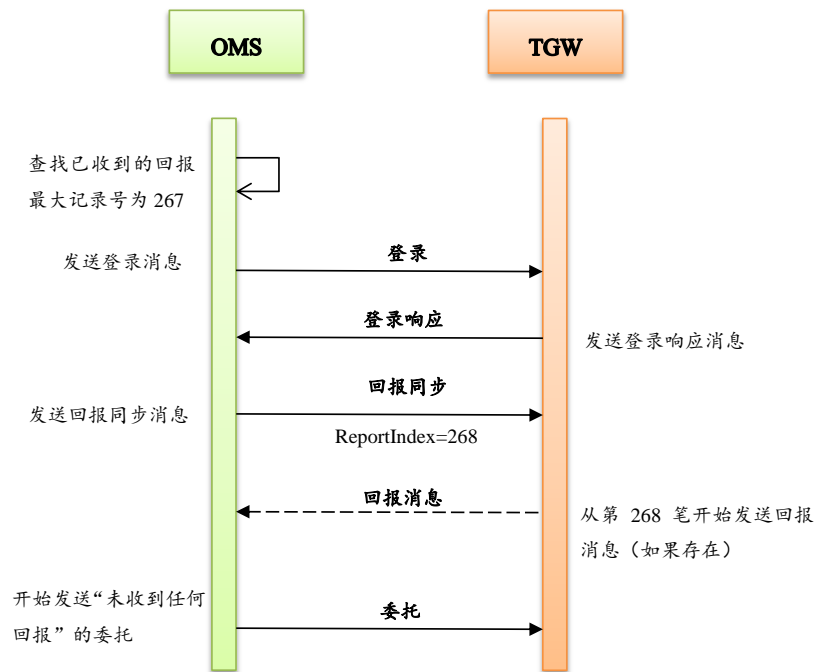 OMS
TGW
查找已收到的回报
最大记录号为 267
发送登录消息
登录
登录响应
发送登录响应消息
回报同步
发送回报同步消息
ReportIndex=268
回报消息
从第 268 笔开始发送回报
消息（如果存在）
开始发送“未收到任何
回报”的委托
委托